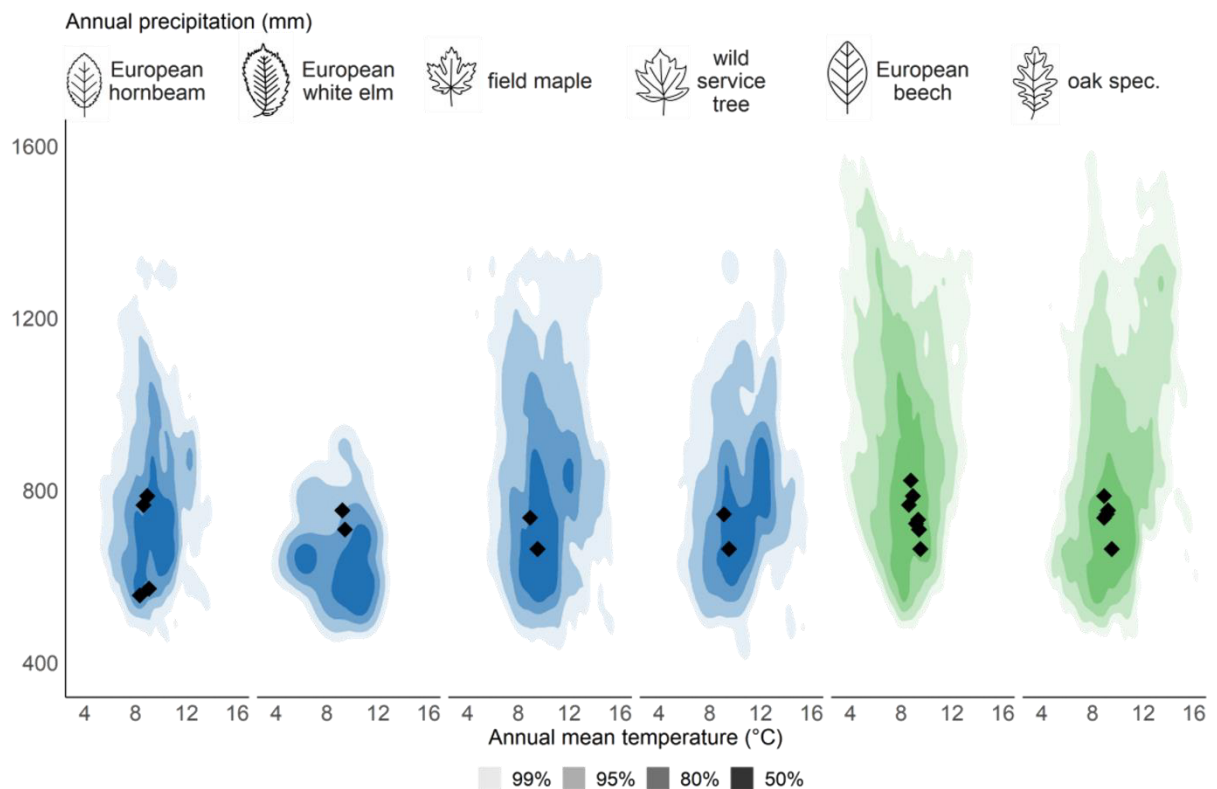 Annual precipitation (mm)
European
hornbeam
European
white elm
field maple
wild
service
tree
European
beech
oak spec.
1600
1200
800
400
4 8 12 16 4 8 12 16 4 8 12 16 4 8 12 16 4 8 12 16 4 8 12 16
Annual mean temperature (°C)
99% 95% 80% 50%